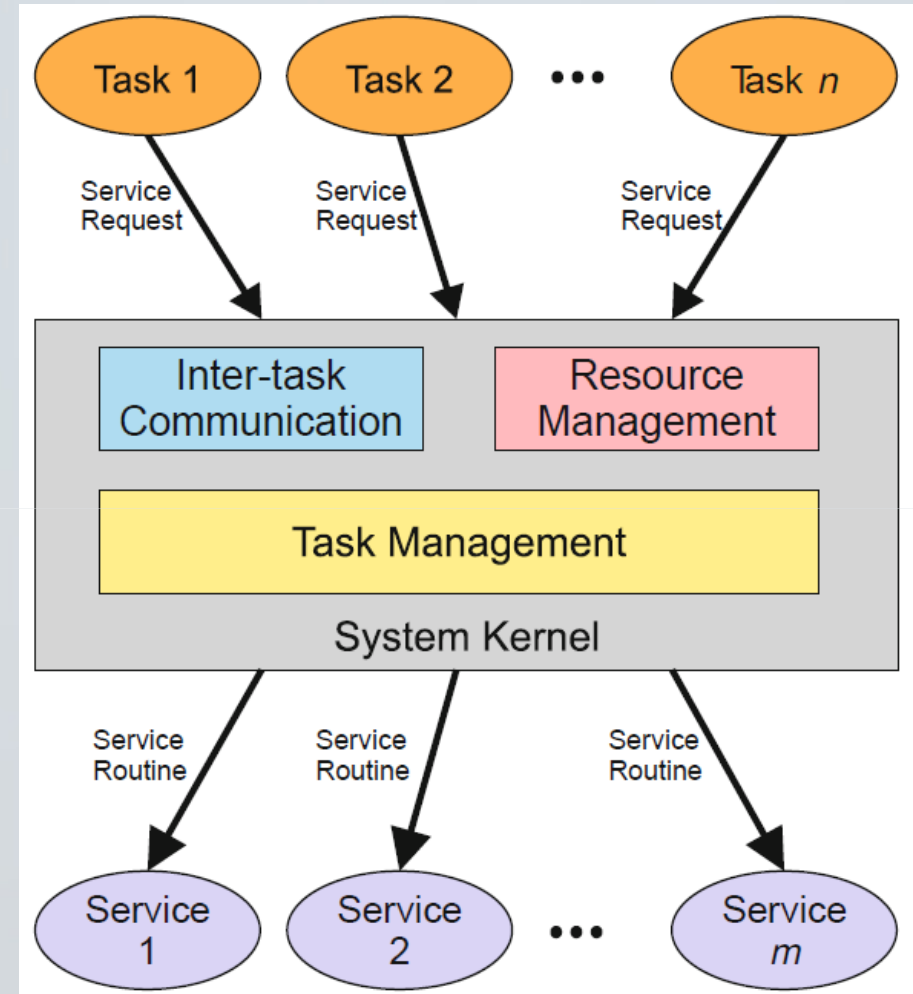 Task 1
Task 2
•••
Task n
Service
Request
Service
Request
Service
Request
Inter-task
Communication
Resource
Management
Task Management
System Kernel
Service
Routine
Service
Routine
Service
Routine
Service
1
Service
2
•••
Service
m